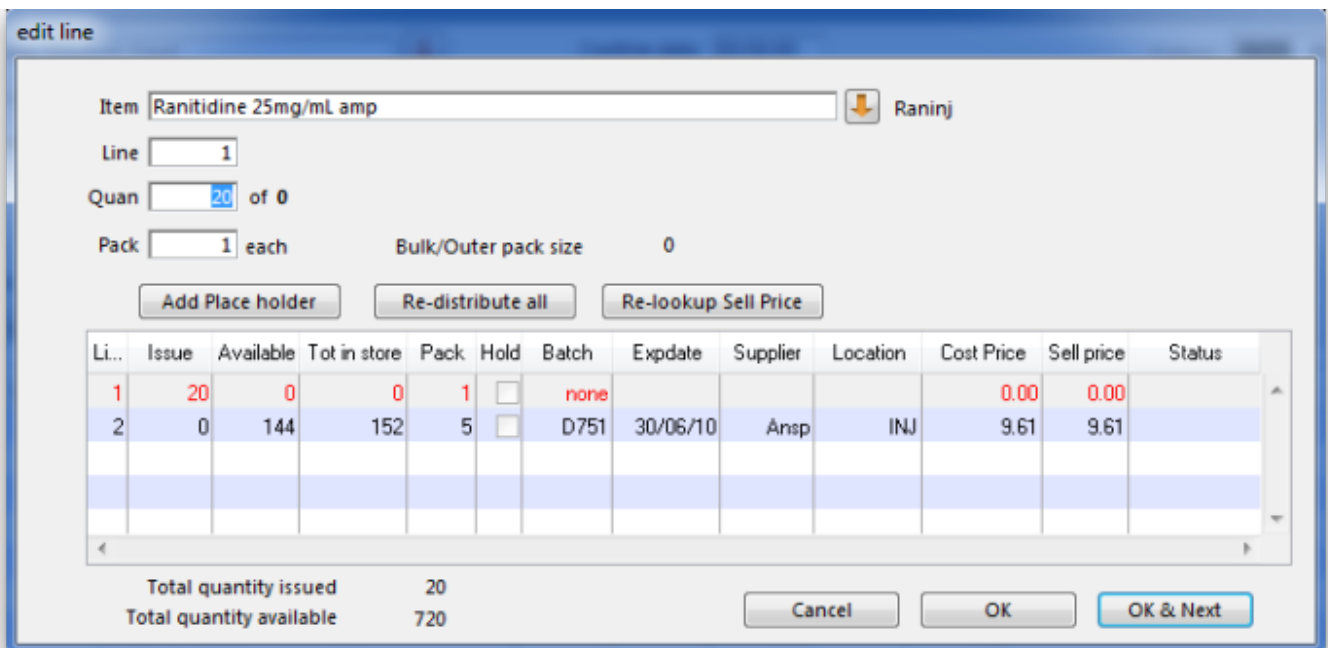 edit line
Item Ranitidine 25mg/mL amp Raninj
Line 1
Quan 20 of 0
Pack 1 each Bulk/Outer pack size 0
Add Place holder Re-distribute all Re-lookup Sell Price
Li... Issue Available Tot in store Pack Hold Batch Expdate Supplier Location Cost Price Sell price Status
1 20 0 0 1 none 0.00 0.00
2 0 144 152 5 D751 30/06/10 Ansp INJ 9.61 9.61
Total quantity issued 20
Total quantity available 720
Cancel OK OK & Next